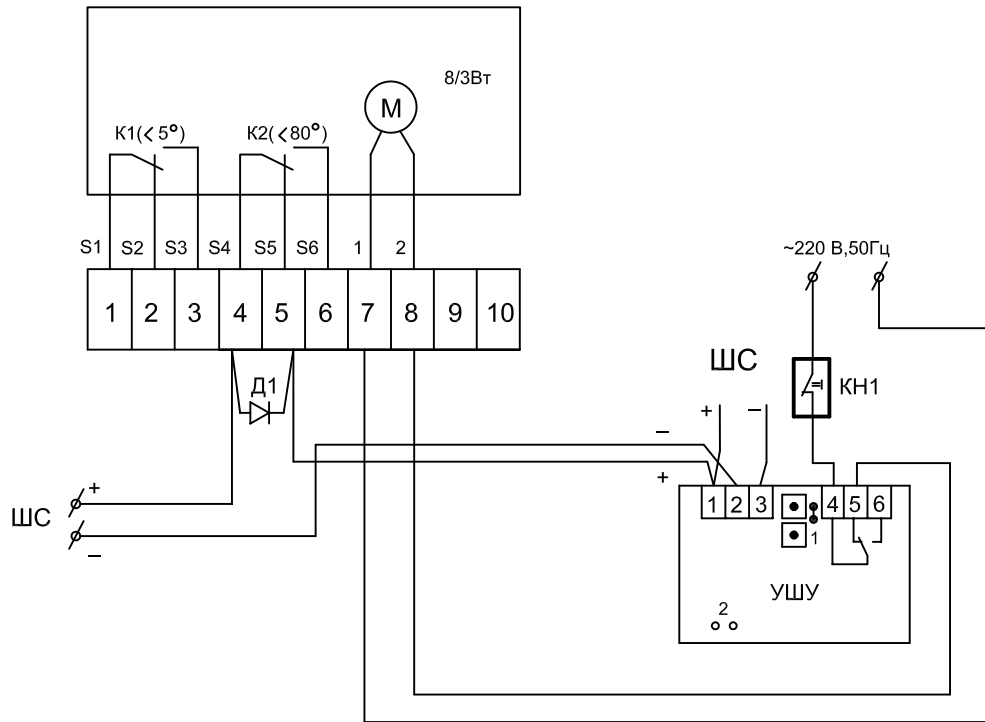 8/3Вт
М
К1(<5°)
К2(<80°)
S1 S2 S3 S4 S5 S6 1 2
1 2 3 4 5 6 7 8 9 10
~220 В,50Гц
Д1
ШС
КН1
+ −
−
+
ШС
+
−
1 2 3 4 5 6
1
УШУ
2